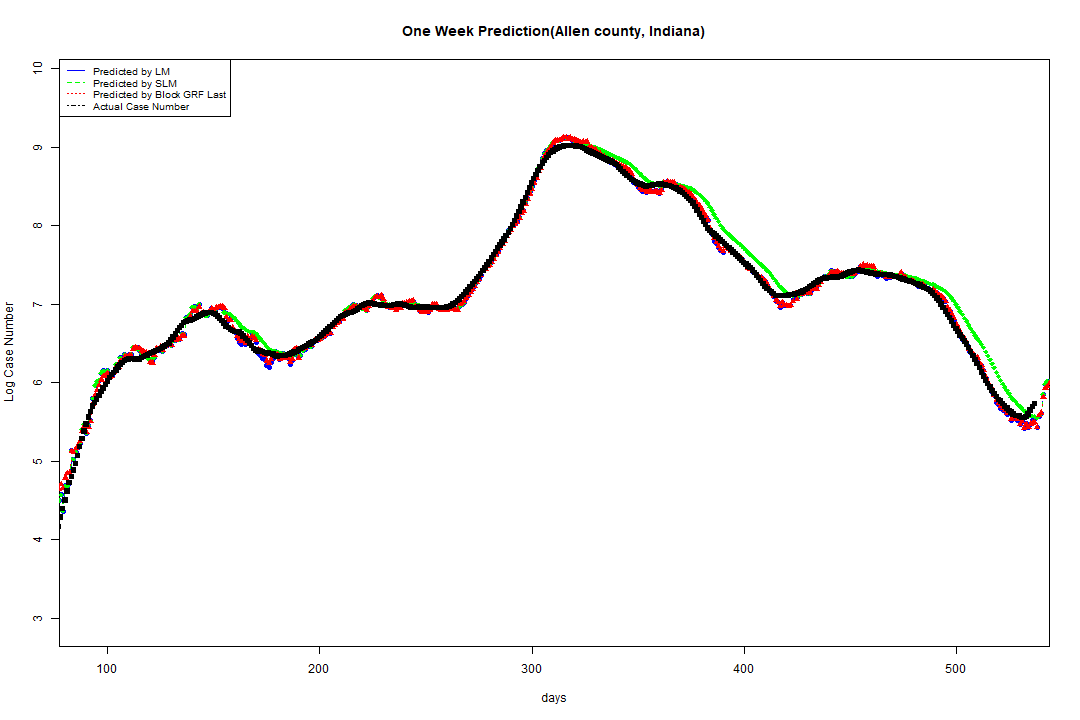 One Week Prediction(Allen county, Indiana)
Predicted by LM
Predicted by SLM
Predicted by Block GRF Last
Actual Case Number
10
9
8
7
6
5
4
3
Log Case Number
100 200 300 400 500
days